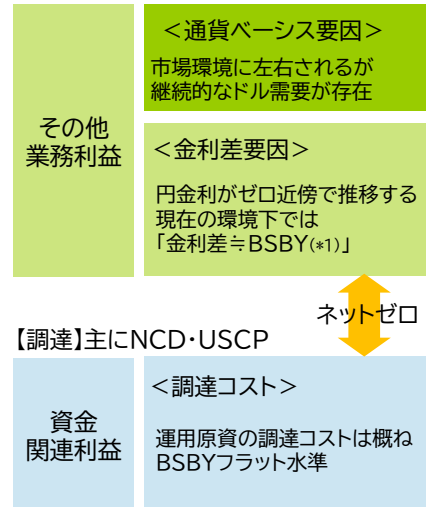 その他
業務利益
＜通貨ベーシス要因＞
市場環境に左右されるが
継続的なドル需要が存在
＜金利差要因＞
円金利がゼロ近傍で推移する
現在の環境下では
「金利差≒BSBY(*1)」
ネットゼロ
【調達】主にNCD・USCP
資金
関連利益
＜調達コスト＞
運用原資の調達コストは概ね
BSBYフラット水準